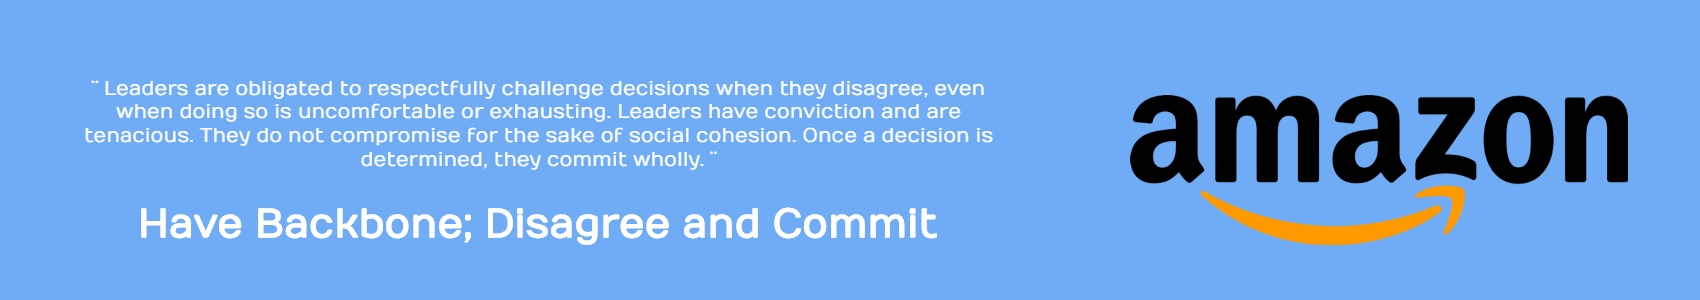 ¨ Leaders are obligated to respectfully challenge decisions when they disagree, even
when doing so is uncomfortable or exhausting. Leaders have conviction and are
tenacious. They do not compromise for the sake of social cohesion. Once a decision is
determined, they commit wholly. ¨
Have Backbone; Disagree and Commit
amazon